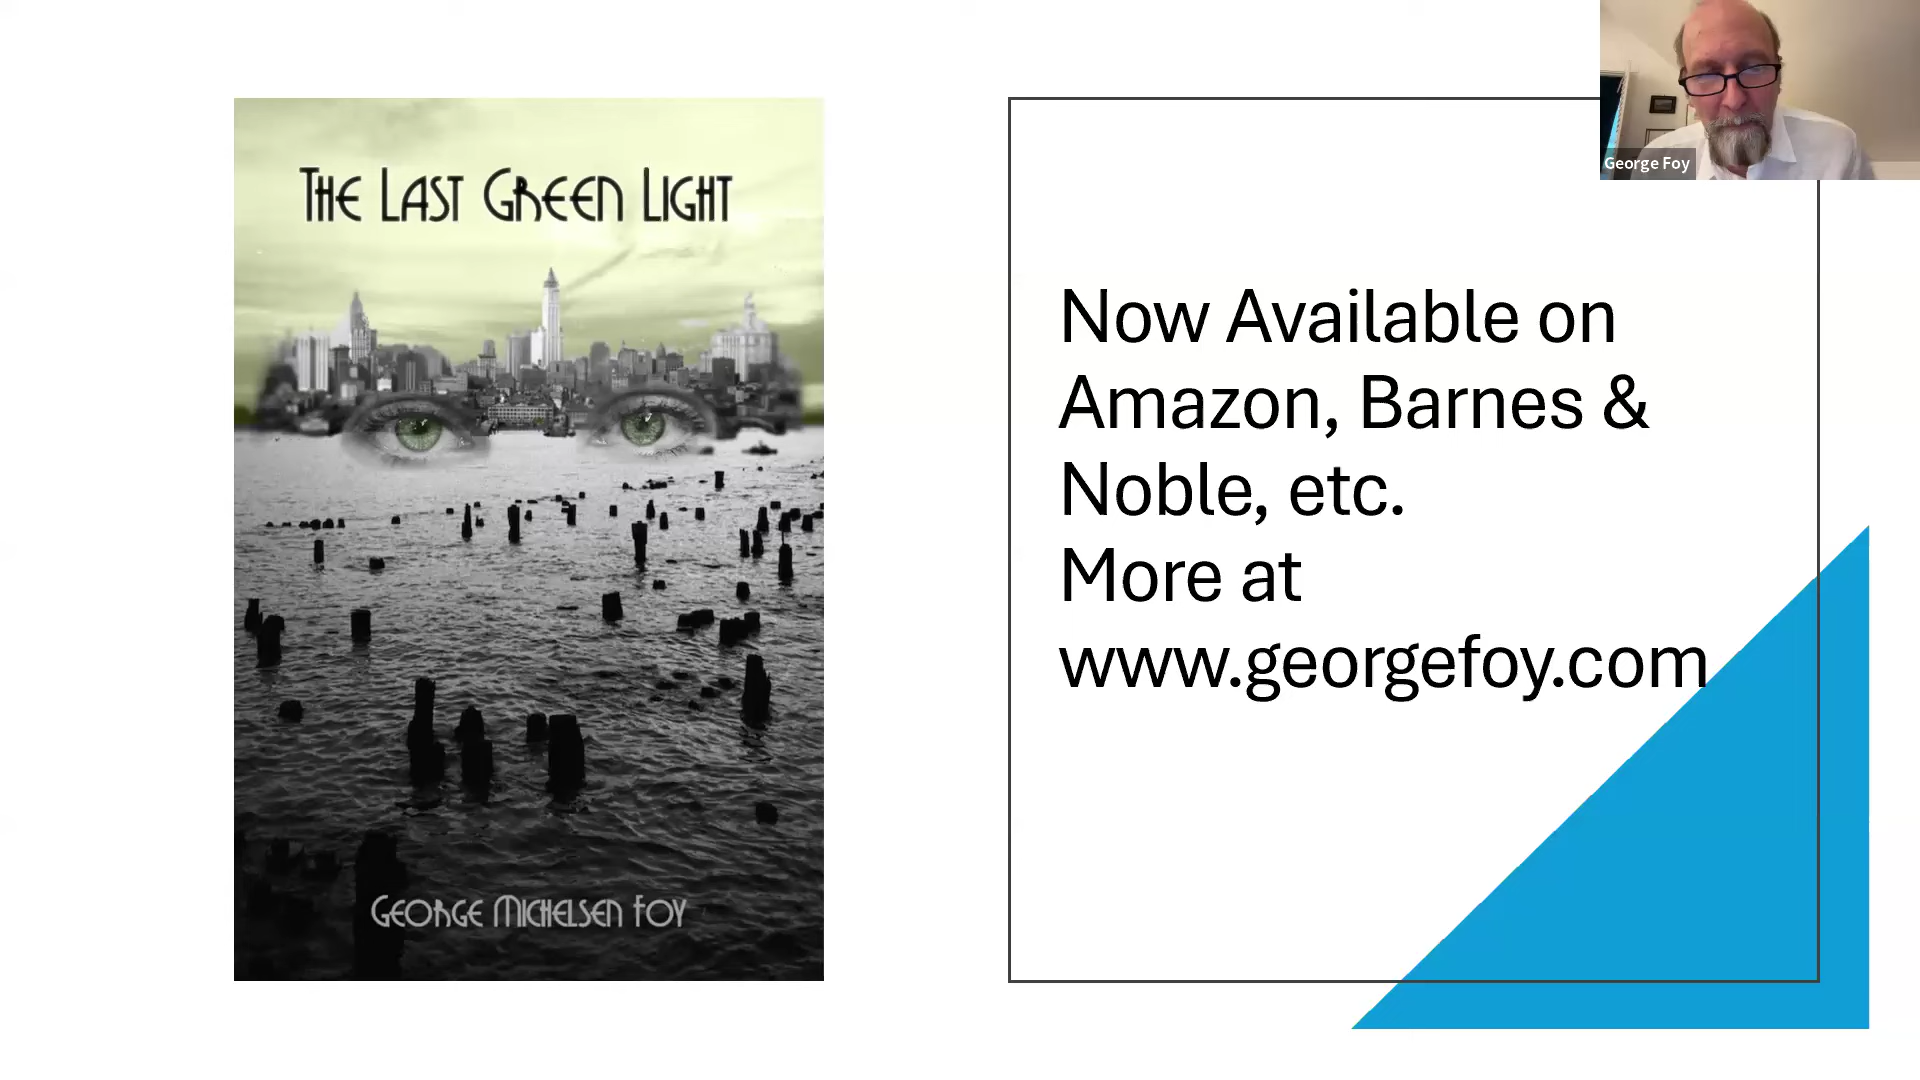 The Last Green Light
George Michelsen Foy
Now Available on
Amazon, Barnes &
Noble, etc.
More at
www.georgefoy.com
George Foy